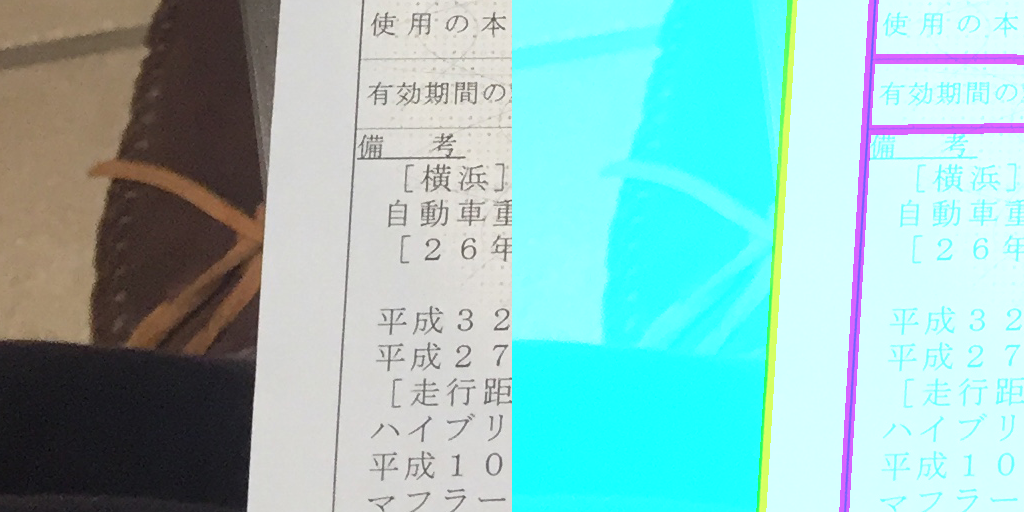 使用の本
有効期間の
備考
[横浜]
自動車重
[26年
平成32
平成27
[走行距
ハイブリ
平成10
マフラー
使用の本
有効期間の
備考
[横浜]
自動車重
[26年
平成32
平成27
[走行距
ハイブリ
平成10
マフラー